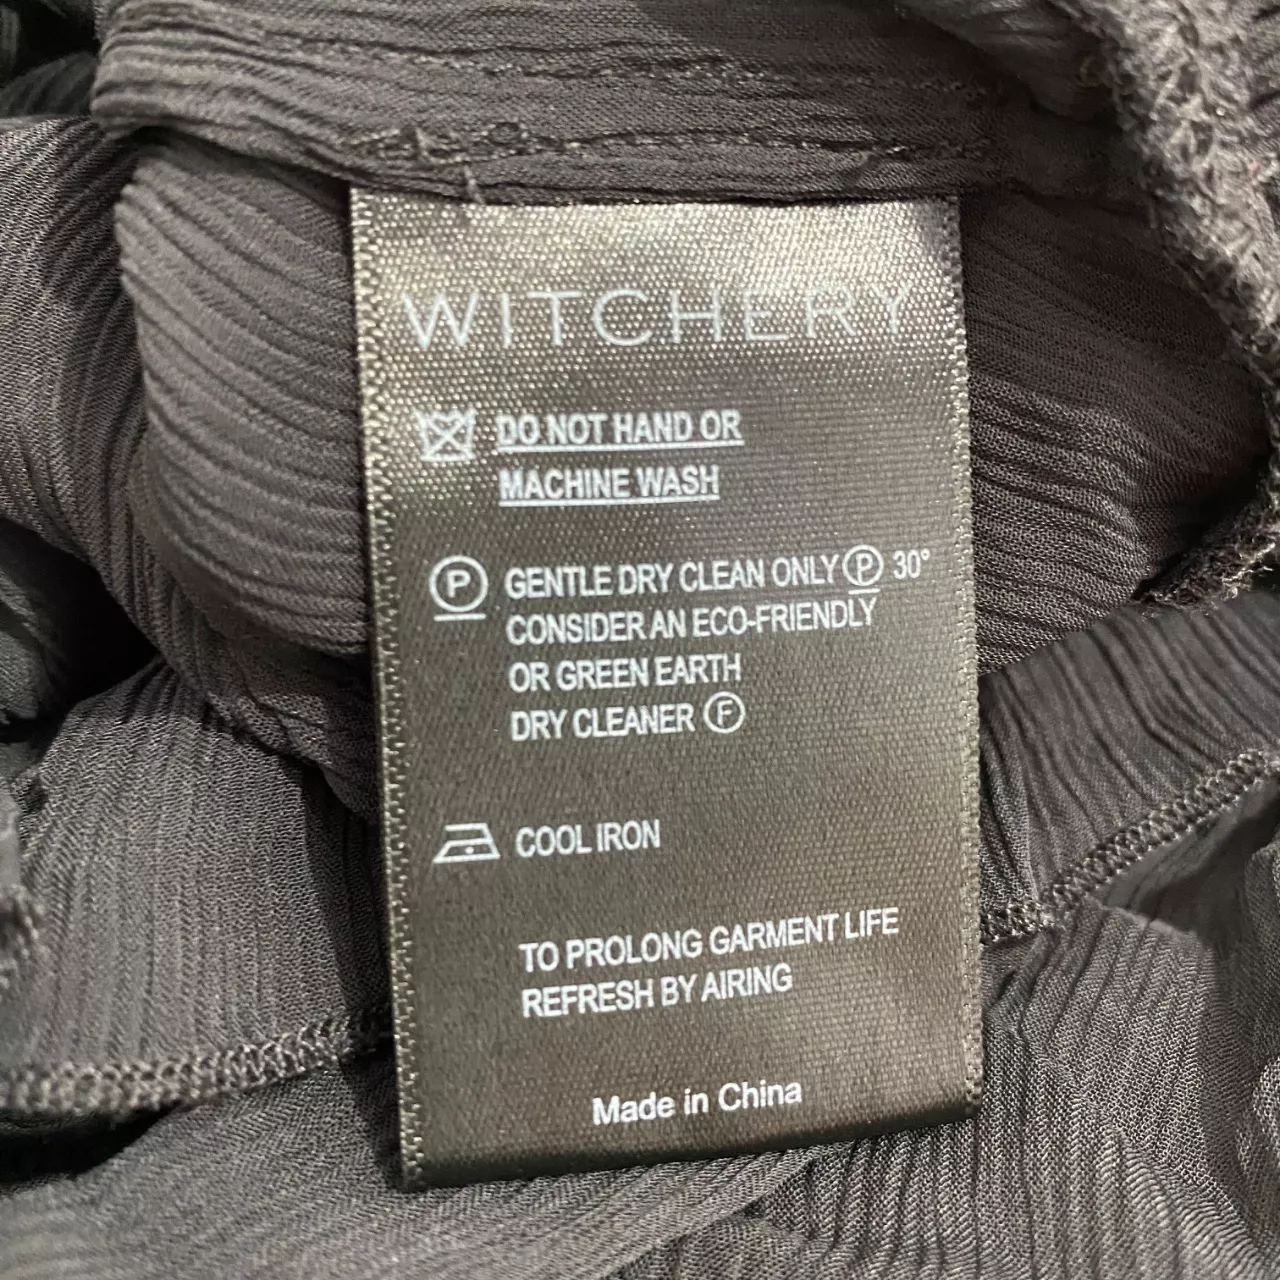 WITCHERY
DO NOT HAND OR
MACHINE WASH
P GENTLE DRY CLEAN ONLY P 30°
CONSIDER AN ECO-FRIENDLY
OR GREEN EARTH
DRY CLEANER F
COOL IRON
TO PROLONG GARMENT LIFE
REFRESH BY AIRING
Made in China